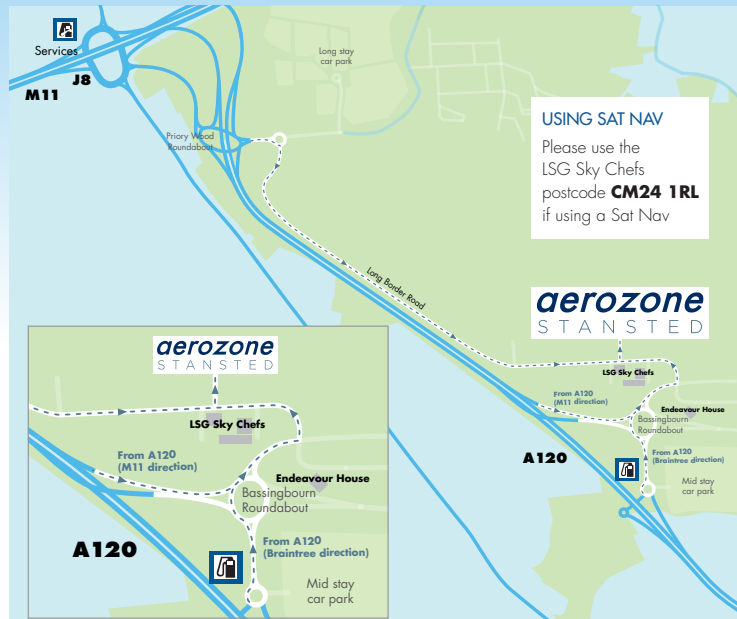 Services
J8
M11
Long stay
car park
Priory Wood
Roundabout
USING SAT NAV
Please use the
LSG Sky Chefs
postcode CM24 1RL
if using a Sat Nav
Long Border Road
aerozone
STANSTED
LSG Sky Chefs
From A120
(M11 direction)
Endeavour House
Bassingbourn
Roundabout
A120
From A120
(Braintree direction)
Mid stay
car park
aerozone
STANSTED
LSG Sky Chefs
From A120
(M11 direction)
Endeavour House
Bassingbourn
Roundabout
A120
From A120
(Braintree direction)
Mid stay
car park